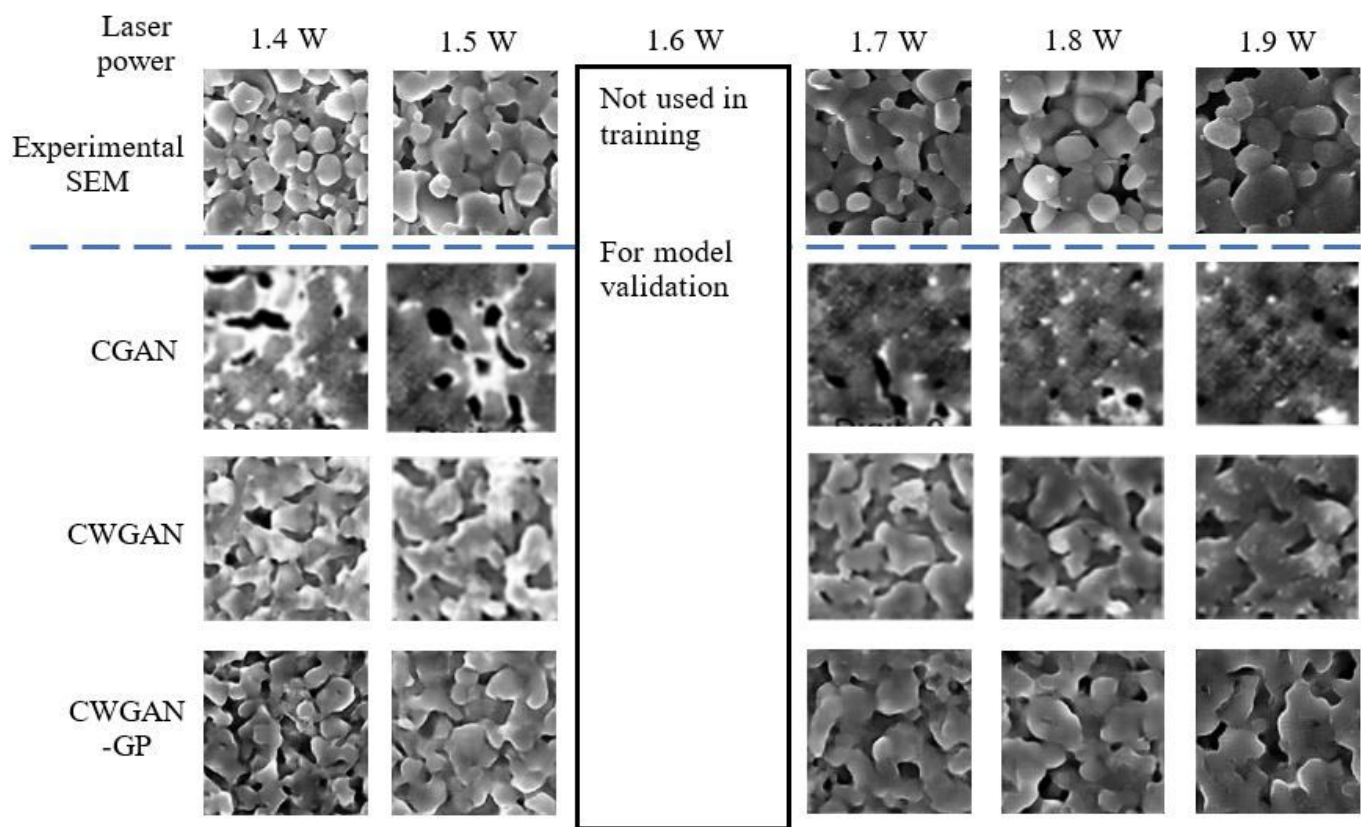 Laser
power
1.4 W
1.5 W
1.6 W
1.7 W
1.8 W
1.9 W
Experimental
SEM
Not used in
training
For model
validation
CGAN
CWGAN
CWGAN
-GP